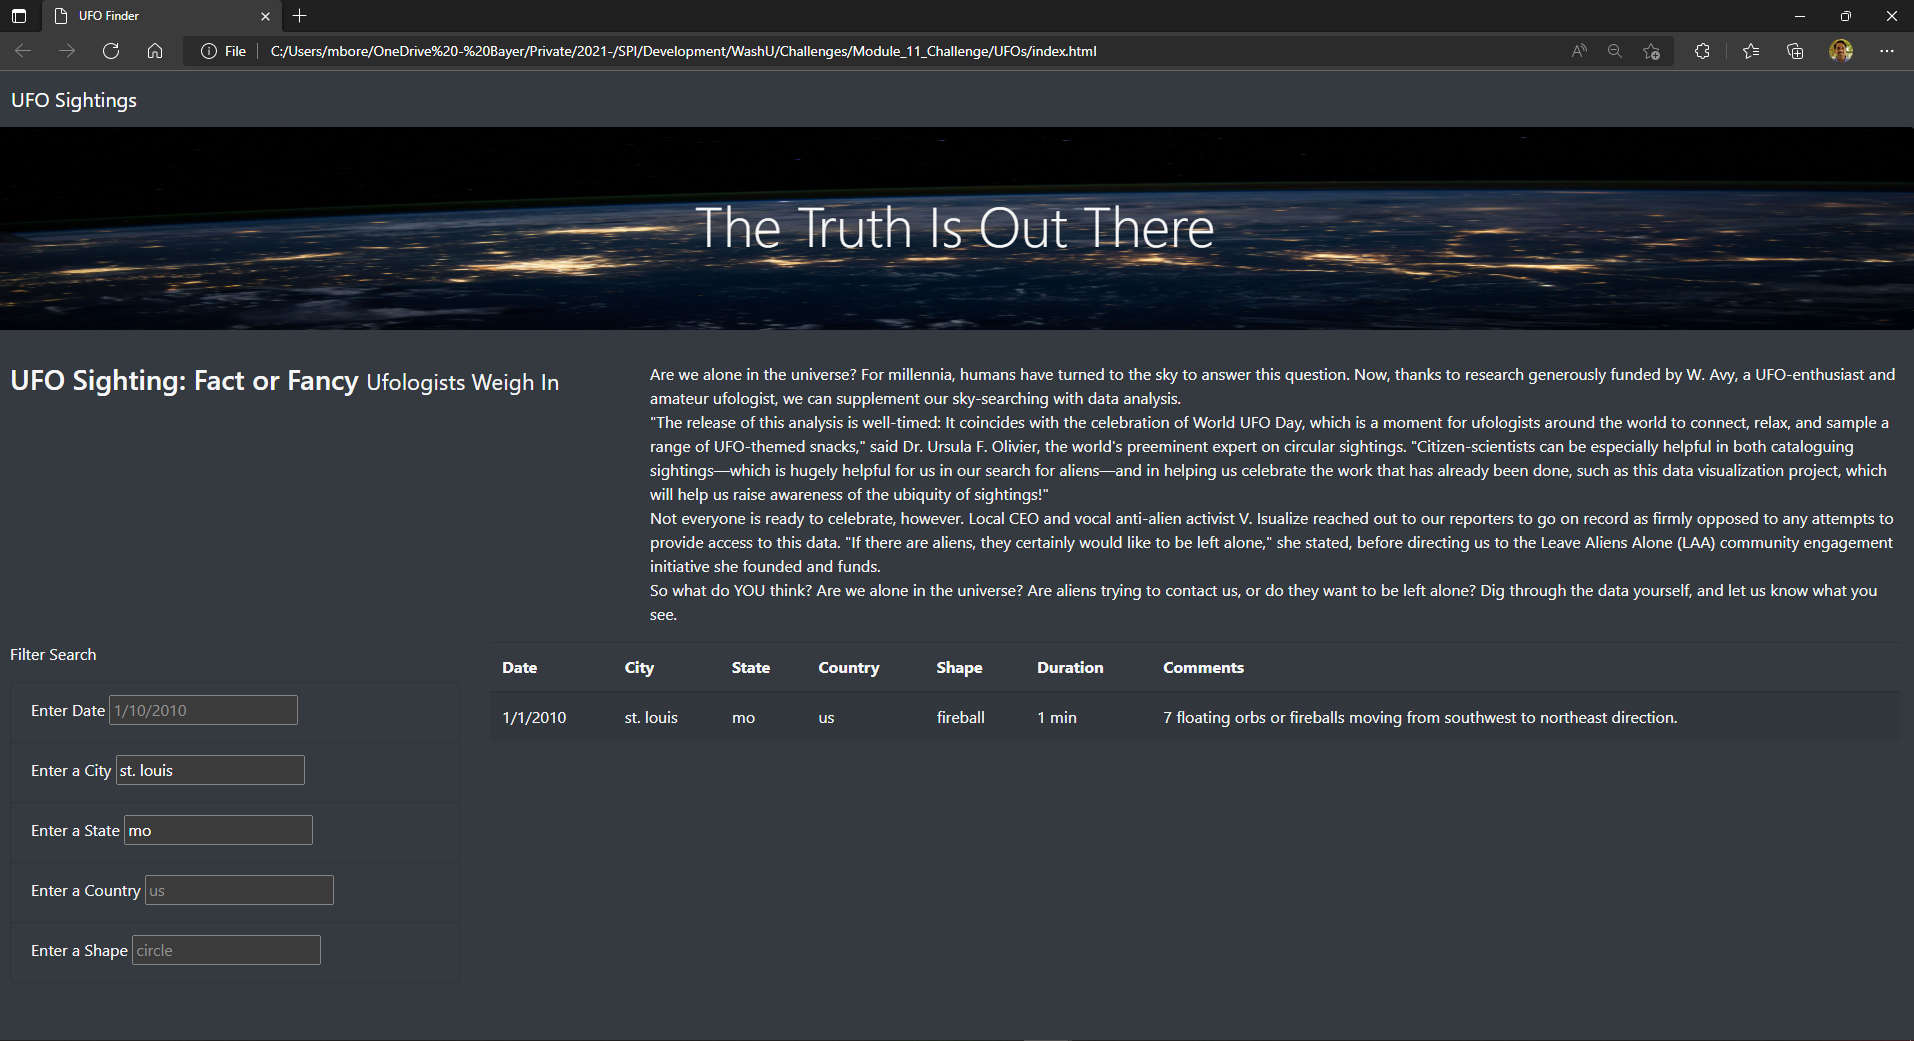 UFO Finder
File
C:/Users/mbore/OneDrive%20-%20Bayer/Private/2021-/SPI/Development/WashU/Challenges/Module_11_Challenge/UFOs/index.html
UFO Sightings
The Truth Is Out There
UFO Sighting: Fact or Fancy Ufologists Weigh In
Are we alone in the universe? For millennia, humans have turned to the sky to answer this question. Now, thanks to research generously funded by W. Avy, a UFO-enthusiast and
amateur ufologist, we can supplement our sky-searching with data analysis.
"The release of this analysis is well-timed: It coincides with the celebration of World UFO Day, which is a moment for ufologists around the world to connect, relax, and sample a
range of UFO-themed snacks," said Dr. Ursula F. Olivier, the world's preeminent expert on circular sightings. "Citizen-scientists can be especially helpful in both cataloguing
sightings—which is hugely helpful for us in our search for aliens—and in helping us celebrate the work that has already been done, such as this data visualization project, which
will help us raise awareness of the ubiquity of sightings!"
Not everyone is ready to celebrate, however. Local CEO and vocal anti-alien activist V. Isualize reached out to our reporters to go on record as firmly opposed to any attempts to
provide access to this data. "If there are aliens, they certainly would like to be left alone," she stated, before directing us to the Leave Aliens Alone (LAA) community engagement
initiative she founded and funds.
So what do YOU think? Are we alone in the universe? Are aliens trying to contact us, or do they want to be left alone? Dig through the data yourself, and let us know what you
see.
Filter Search
Enter Date 1/10/2010
Enter a City st. louis
Enter a State mo
Enter a Country us
Enter a Shape circle
Date City State Country Shape Duration Comments
1/1/2010 st. louis mo us fireball 1 min 7 floating orbs or fireballs moving from southwest to northeast direction.